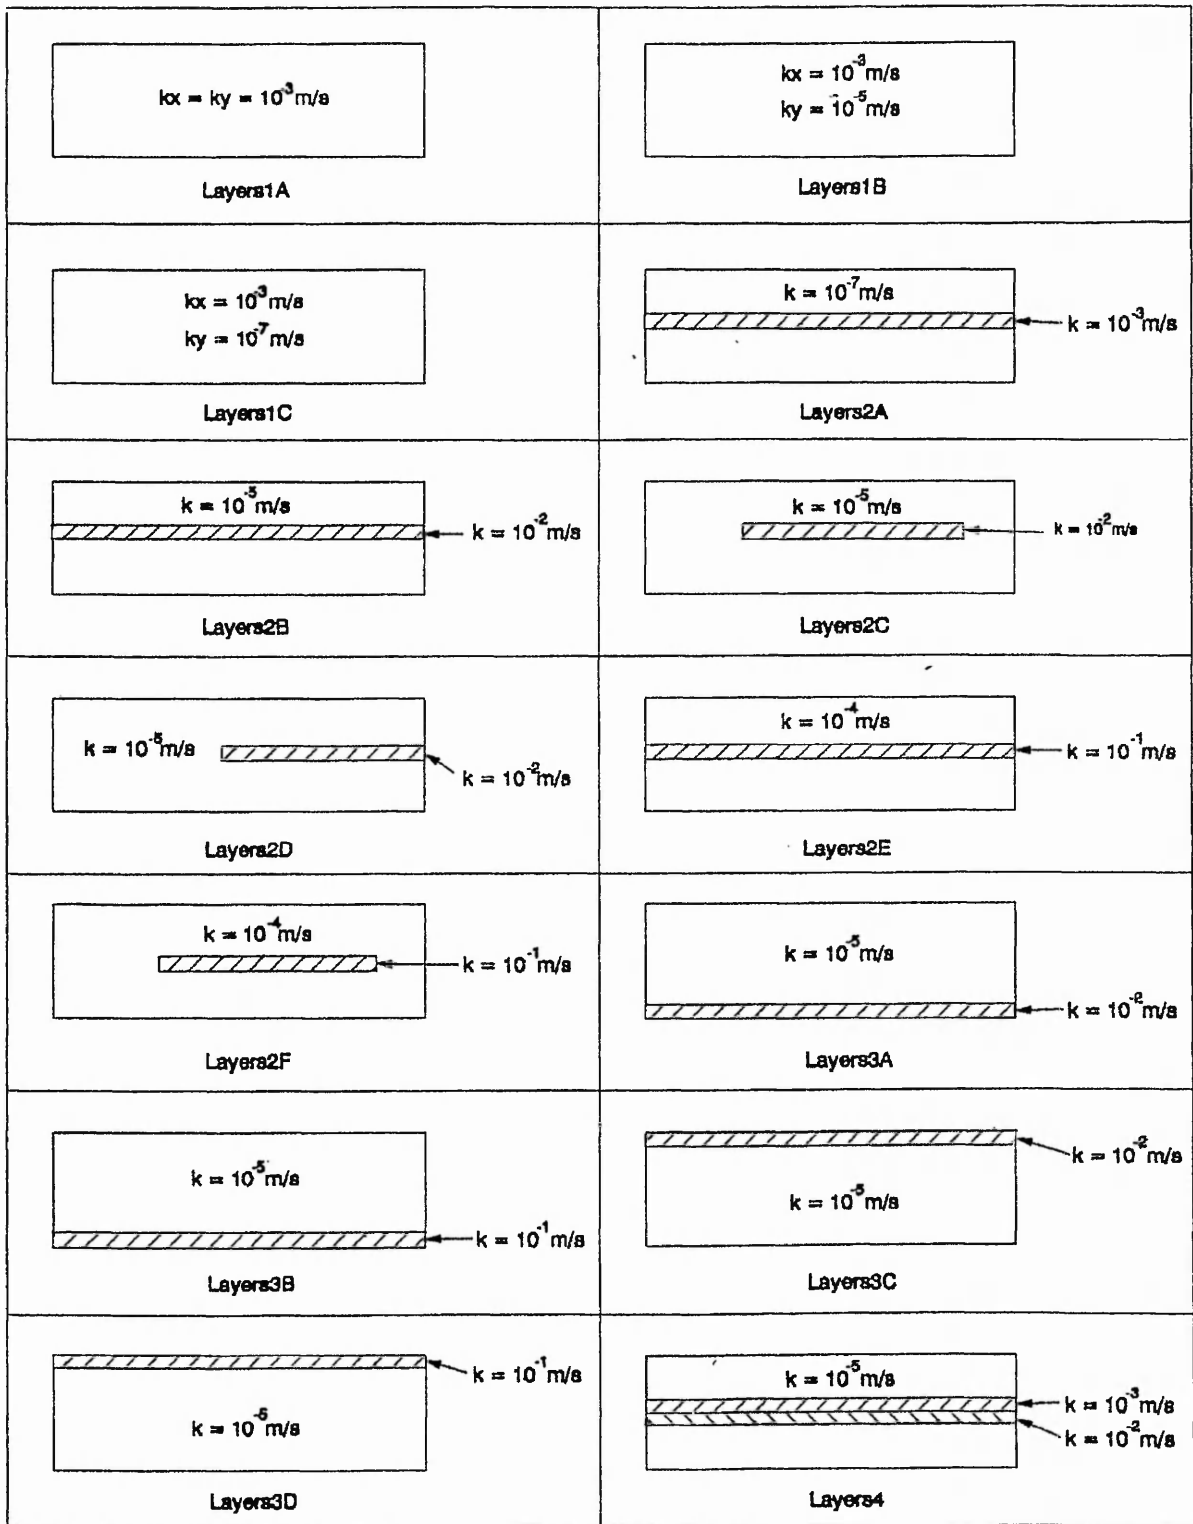 kx = ky = 10⁻³m/s
Layers1A
kx = 10⁻³m/s
ky = 10⁻⁵m/s
Layers1B
kx = 10⁻³m/s
ky = 10⁻⁷m/s
Layers1C
k = 10⁻⁷m/s
k = 10⁻³m/s
Layers2A
k = 10⁻⁵m/s
k = 10⁻²m/s
Layers2B
k = 10⁻⁵m/s
k = 10⁻²m/s
Layers2C
k = 10⁻⁵m/s
k = 10⁻²m/s
Layers2D
k = 10⁻⁴m/s
k = 10⁻¹m/s
Layers2E
k = 10⁻⁴m/s
k = 10⁻¹m/s
Layers2F
k = 10⁻⁵m/s
k = 10⁻²m/s
Layers3A
k = 10⁻⁵m/s
k = 10⁻¹m/s
Layers3B
k = 10⁻²m/s
k = 10⁻⁵m/s
Layers3C
k = 10⁻¹m/s
k = 10⁻⁵m/s
Layers3D
k = 10⁻⁵m/s
k = 10⁻³m/s
k = 10⁻²m/s
Layers4